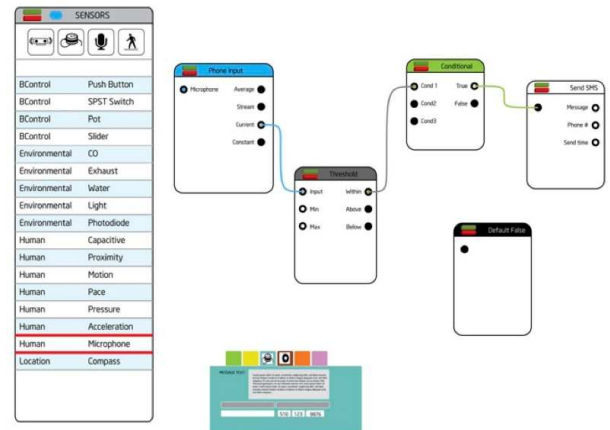 SENSORS
BControl Push Button
BControl SPST Switch
BControl Pot
BControl Slider
Environmental CO
Environmental Exhaust
Environmental Water
Environmental Light
Environmental Photodiode
Human Capacitive
Human Proximity
Human Motion
Human Pace
Human Pressure
Human Acceleration
Human Microphone
Location Compass
Phone Input
Microphone Average
Stream
Current
Constant
Threshold
Input Within
Min Above
Max Below
Conditional
Cond 1 True
Cond2 False
Cond3
Send SMS
Message
Phone #
Send time
Default False
MESSAGE TEXT
510 123 9876